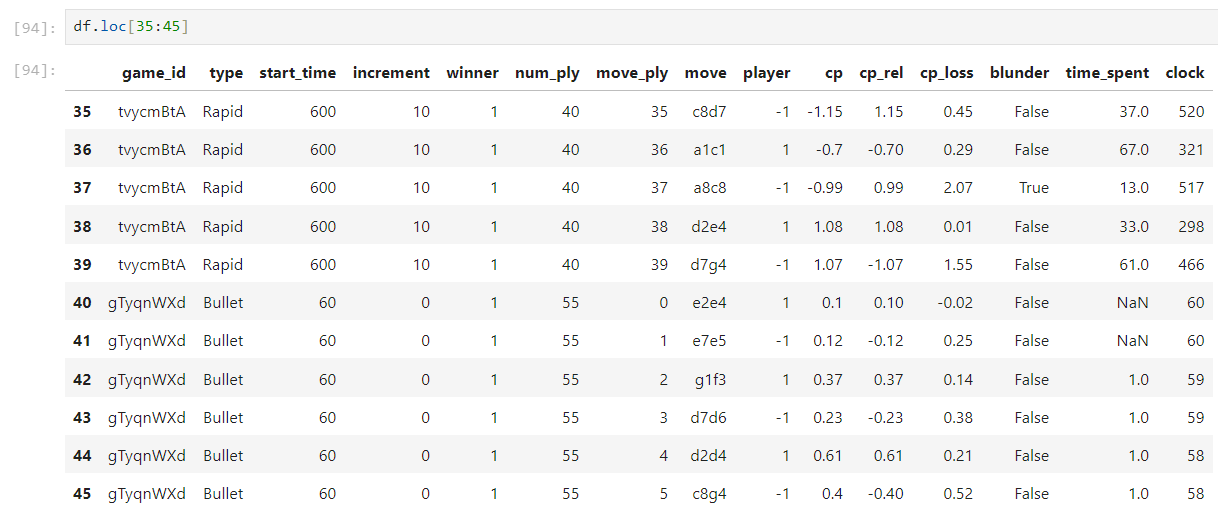 [94]: df.loc[35:45]
[94]: game_id type start_time increment winner num_ply move_ply move player cp cp_rel cp_loss blunder time_spent clock
35 tvycmBtA Rapid 600 10 1 40 35 c8d7 -1 -1.15 1.15 0.45 False 37.0 520
36 tvycmBtA Rapid 600 10 1 40 36 a1c1 1 -0.7 -0.70 0.29 False 67.0 321
37 tvycmBtA Rapid 600 10 1 40 37 a8c8 -1 -0.99 0.99 2.07 True 13.0 517
38 tvycmBtA Rapid 600 10 1 40 38 d2e4 1 1.08 1.08 0.01 False 33.0 298
39 tvycmBtA Rapid 600 10 1 40 39 d7g4 -1 1.07 -1.07 1.55 False 61.0 466
40 gTyqnWXd Bullet 60 0 1 55 0 e2e4 1 0.1 0.10 -0.02 False NaN 60
41 gTyqnWXd Bullet 60 0 1 55 1 e7e5 -1 0.12 -0.12 0.25 False NaN 60
42 gTyqnWXd Bullet 60 0 1 55 2 g1f3 1 0.37 0.37 0.14 False 1.0 59
43 gTyqnWXd Bullet 60 0 1 55 3 d7d6 -1 0.23 -0.23 0.38 False 1.0 59
44 gTyqnWXd Bullet 60 0 1 55 4 d2d4 1 0.61 0.61 0.21 False 1.0 58
45 gTyqnWXd Bullet 60 0 1 55 5 c8g4 -1 0.4 -0.40 0.52 False 1.0 58